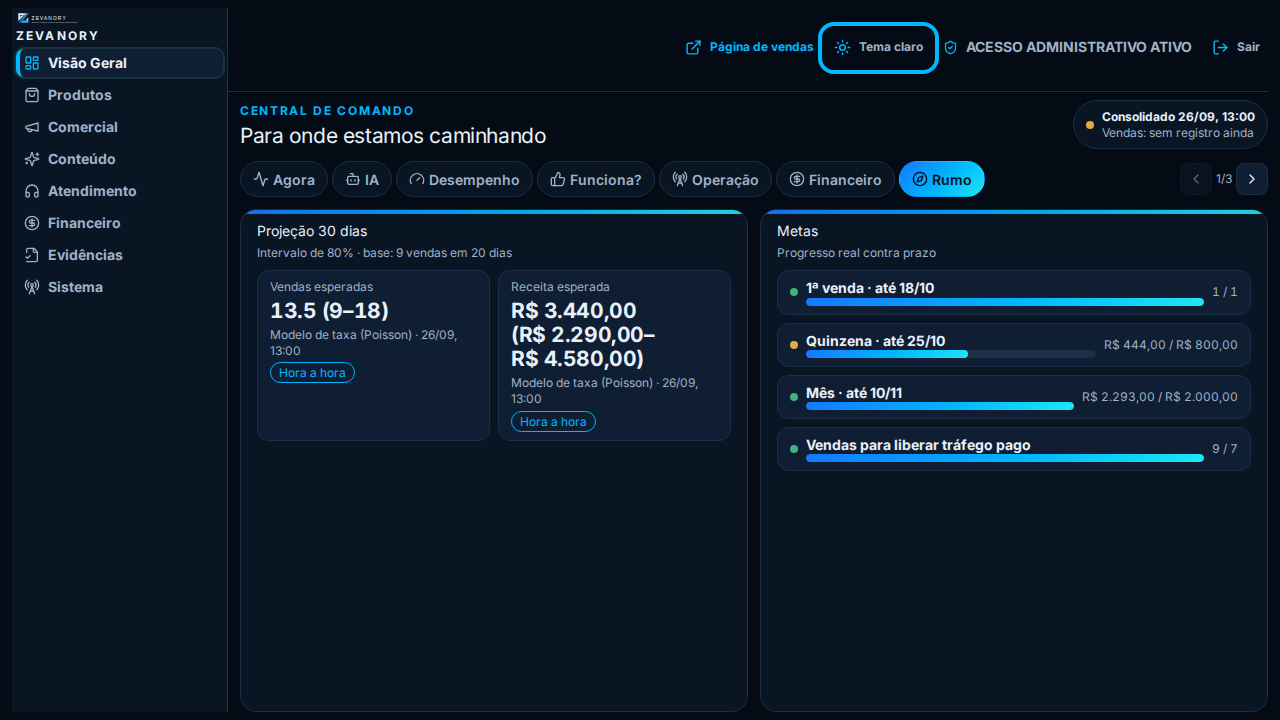 ZEVANORY
ZEVANORY
Visão Geral
Produtos
Comercial
Conteúdo
Atendimento
Financeiro
Evidências
Sistema
Página de vendas
Tema claro
ACESSO ADMINISTRATIVO ATIVO
Sair
CENTRAL DE COMANDO
Para onde estamos caminhando
Consolidado 26/09, 13:00
Vendas: sem registro ainda
Agora
IA
Desempenho
Funciona?
Operação
Financeiro
Rumo
1/3
Projeção 30 dias
Intervalo de 80% · base: 9 vendas em 20 dias
Vendas esperadas
13.5 (9–18)
Modelo de taxa (Poisson) · 26/09,
13:00
Hora a hora
Receita esperada
R$ 3.440,00
(R$ 2.290,00–
R$ 4.580,00)
Modelo de taxa (Poisson) · 26/09,
13:00
Hora a hora
Metas
Progresso real contra prazo
1ª venda · até 18/10
1 / 1
Quinzena · até 25/10
R$ 444,00 / R$ 800,00
Mês · até 10/11
R$ 2.293,00 / R$ 2.000,00
Vendas para liberar tráfego pago
9 / 7